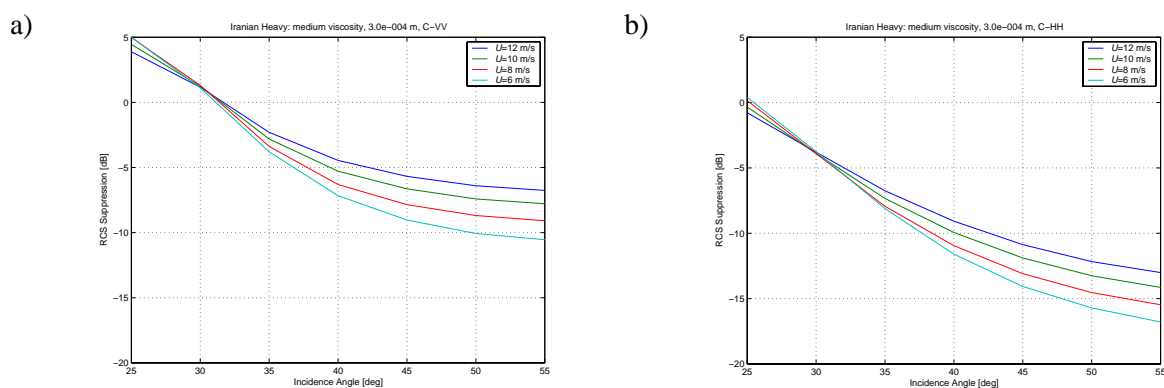 a)
Iranian Heavy: medium viscosity, 3.0e−004 m, C−VV
U=12 m/s
U=10 m/s
U=8 m/s
U=6 m/s
5
0
−5
−10
−15
−20
RCS Suppression [dB]
25 30 35 40 45 50 55
Incidence Angle [deg]
b)
Iranian Heavy: medium viscosity, 3.0e−004 m, C−HH
U=12 m/s
U=10 m/s
U=8 m/s
U=6 m/s
5
0
−5
−10
−15
−20
RCS Suppression [dB]
25 30 35 40 45 50 55
Incidence Angle [deg]